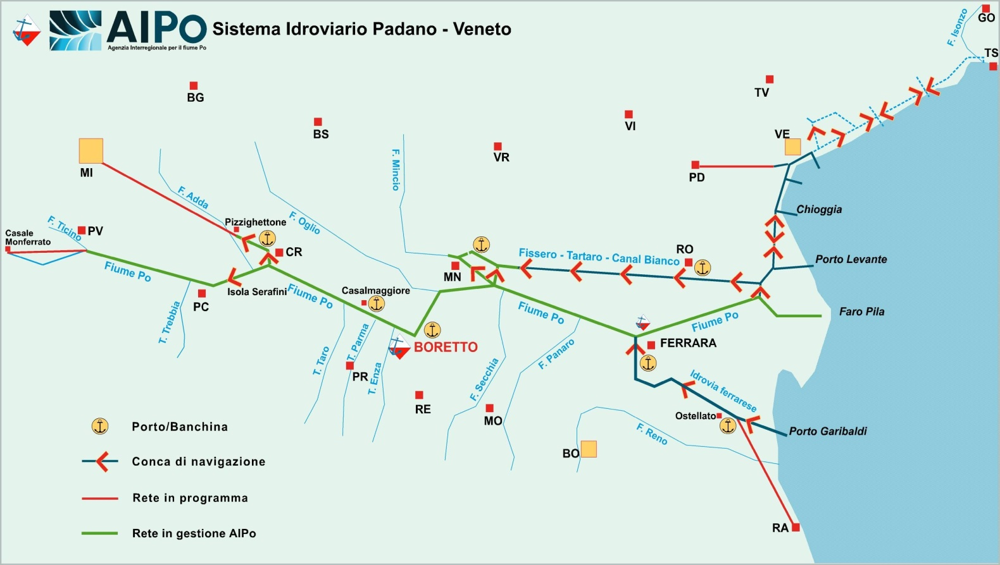 AIPO
Agenzia Interregionale per il fiume Po
Sistema Idroviario Padano - Veneto
GO
F. Isonzo
TS
TV
BG
VI
BS
VE
VR
F. Mincio
MI
PD
F. Adda
Chioggia
F. Oglio
Pizzighettone
F. Ticino
PV
Casale
Monferrato
CR
RO
Fissero - Tartaro - Canal Bianco
Porto Levante
Fiume Po
MN
Isola Serafini
Fiume Po
Casalmaggiore
PC
Fiume Po
Faro Pila
Fiume Po
T. Trebbia
T. Parma
BORETTO
FERRARA
T. Taro
F. Panaro
PR
T. Enza
F. Secchia
Idrovia ferrarese
RE
MO
Ostellato
F. Reno
Porto Garibaldi
BO
RA
Porto/Banchina
Conca di navigazione
Rete in programma
Rete in gestione AIPo